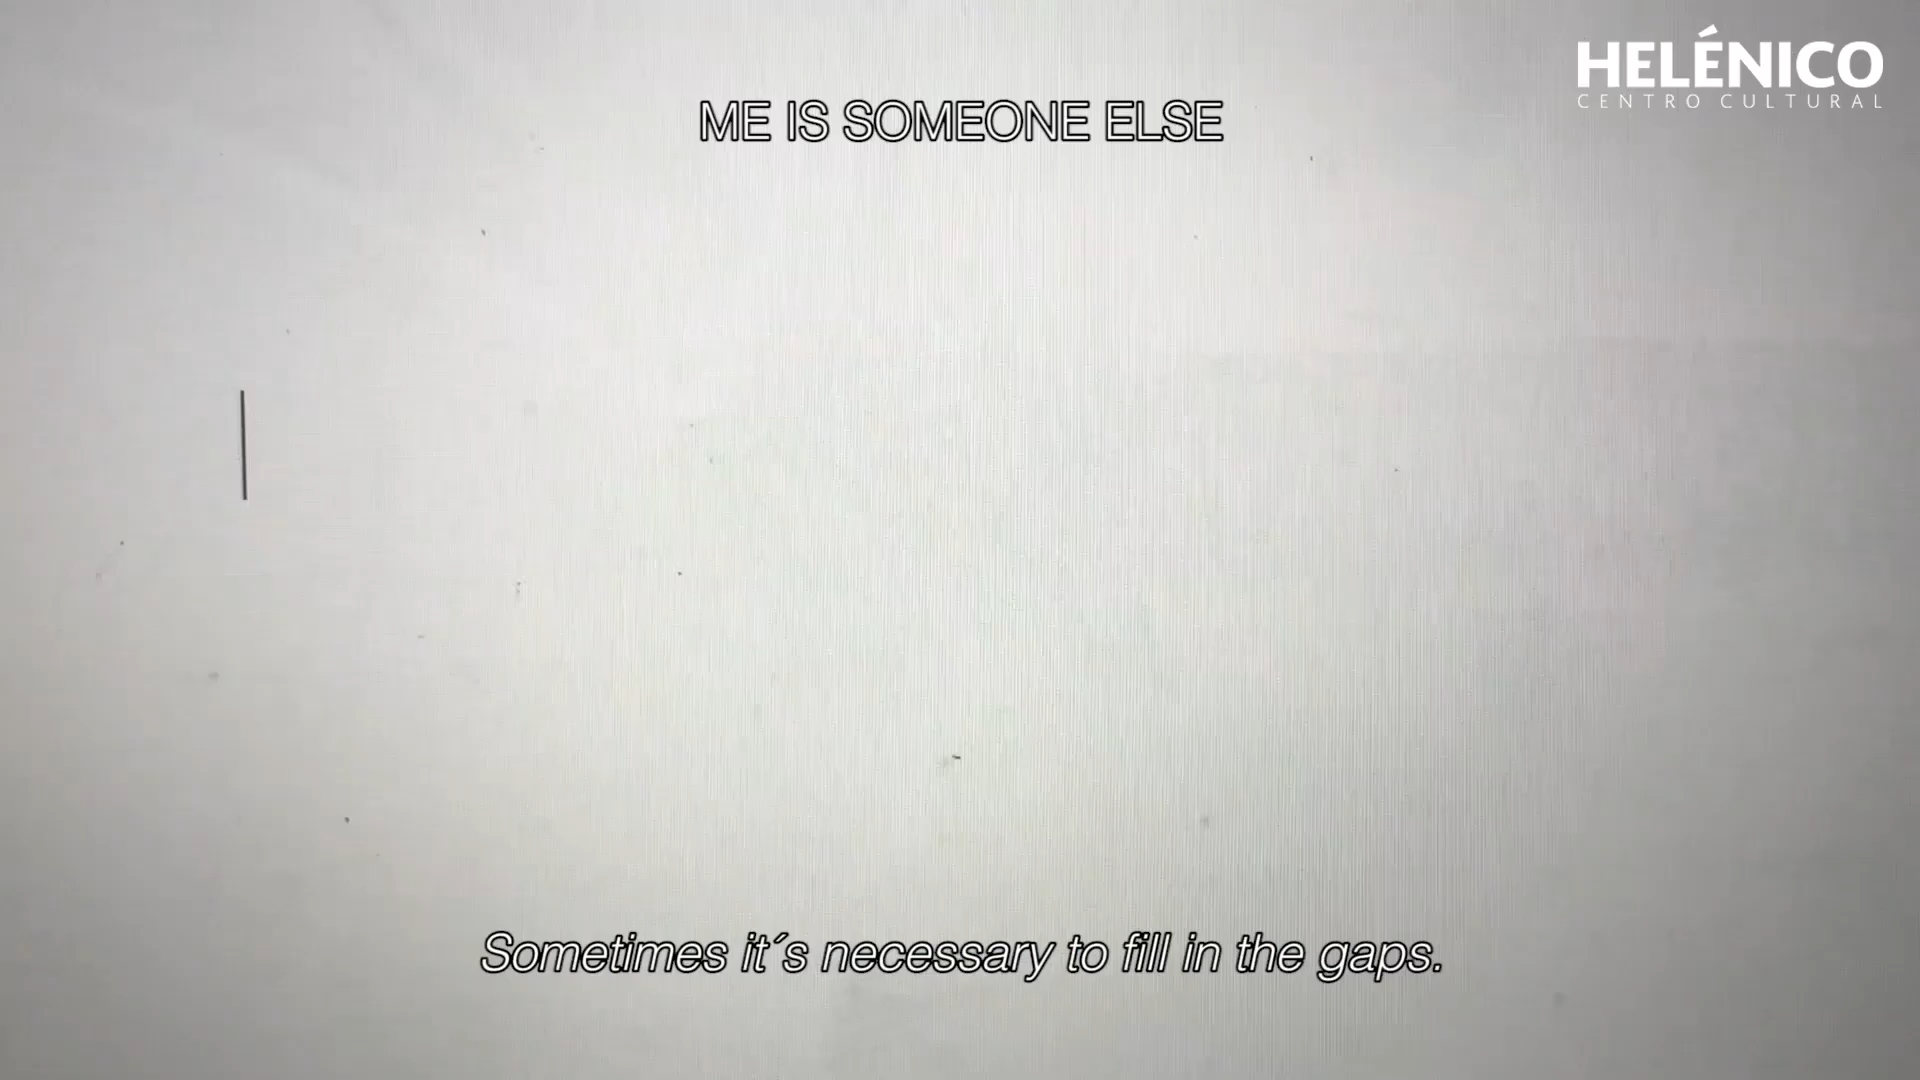 HELÉNICO
CENTRO CULTURAL
ME IS SOMEONE ELSE
Sometimes it´s necessary to fill in the gaps.